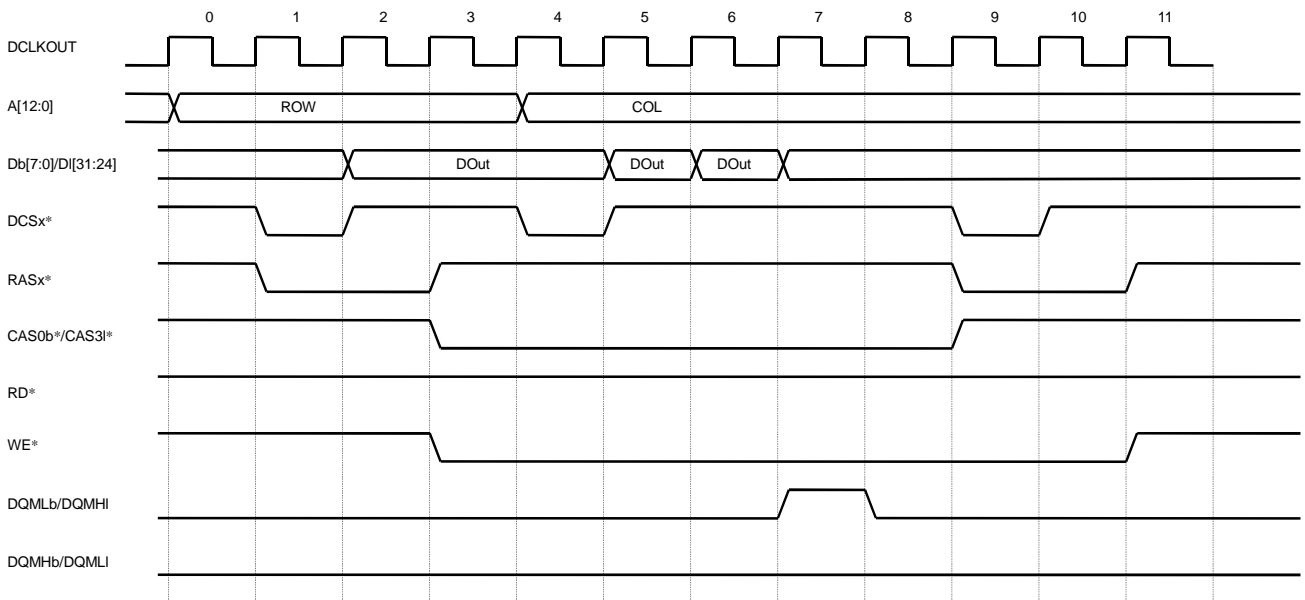 0 1 2 3 4 5 6 7 8 9 10 11
DCLKOUT
A[12:0] ROW COL
Db[7:0]/Dl[31:24] DOut DOut DOut
DCSx*
RASx*
CAS0b*/CAS3l*
RD*
WE*
DQMLb/DQMHl
DQMHb/DQMLl